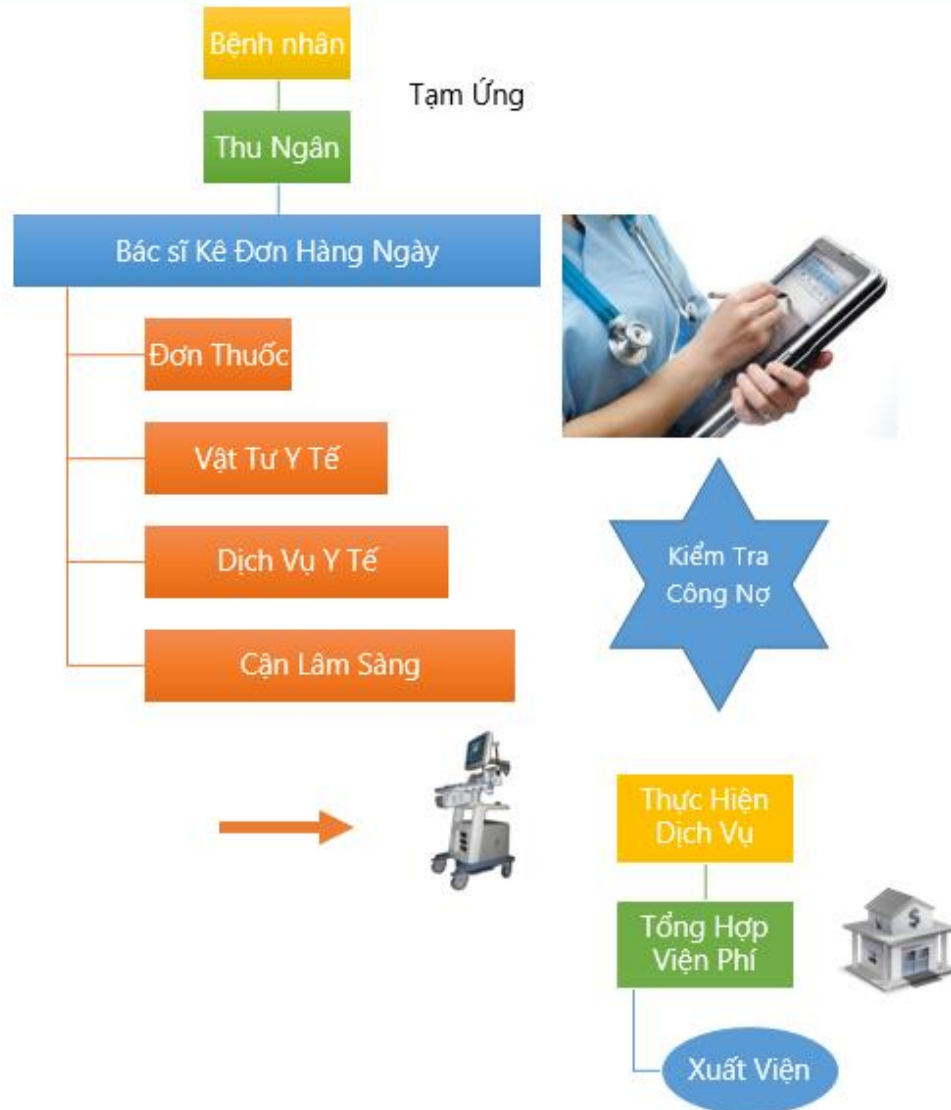 Bệnh nhân
Tạm Ứng
Thu Ngân
Bác sĩ Kê Đơn Hàng Ngày
Đơn Thuốc
Vật Tư Y Tế
Dịch Vụ Y Tế
Cận Lâm Sàng
Kiểm Tra
Công Nợ
Thực Hiện
Dịch Vụ
Tổng Hợp
Viện Phí
$
Xuất Viện